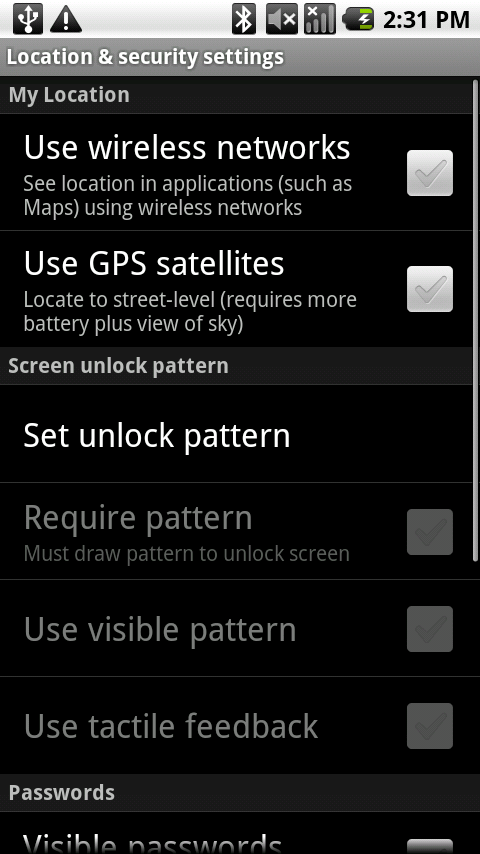 2:31 PM
Location & security settings
My Location
Use wireless networks
See location in applications (such as
Maps) using wireless networks
Use GPS satellites
Locate to street-level (requires more
battery plus view of sky)
Screen unlock pattern
Set unlock pattern
Require pattern
Must draw pattern to unlock screen
Use visible pattern
Use tactile feedback
Passwords
Visible passwords